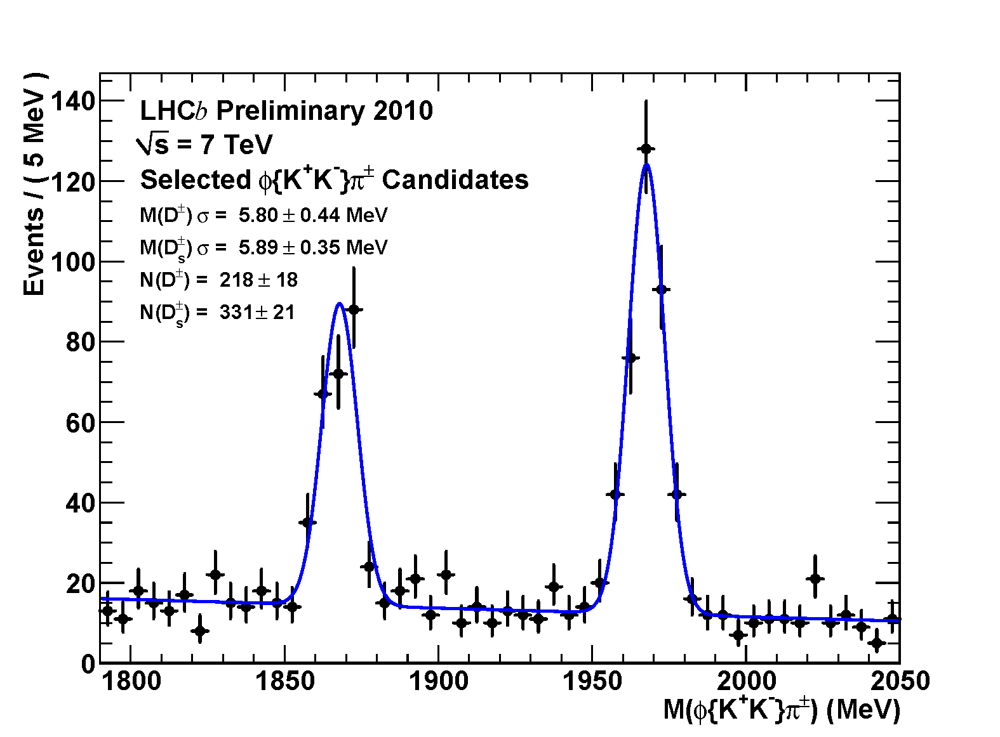 Events / ( 5 MeV )
140
120
100
80
60
40
20
0
LHCb Preliminary 2010
√s = 7 TeV
Selected ϕ{K⁺K⁻}π± Candidates
M(D±) σ = 5.80 ± 0.44 MeV
M(Dₛ±) σ = 5.89 ± 0.35 MeV
N(D±) = 218 ± 18
N(Dₛ±) = 331 ± 21
1800 1850 1900 1950 2000 2050
M(ϕ{K⁺K⁻}π±) (MeV)